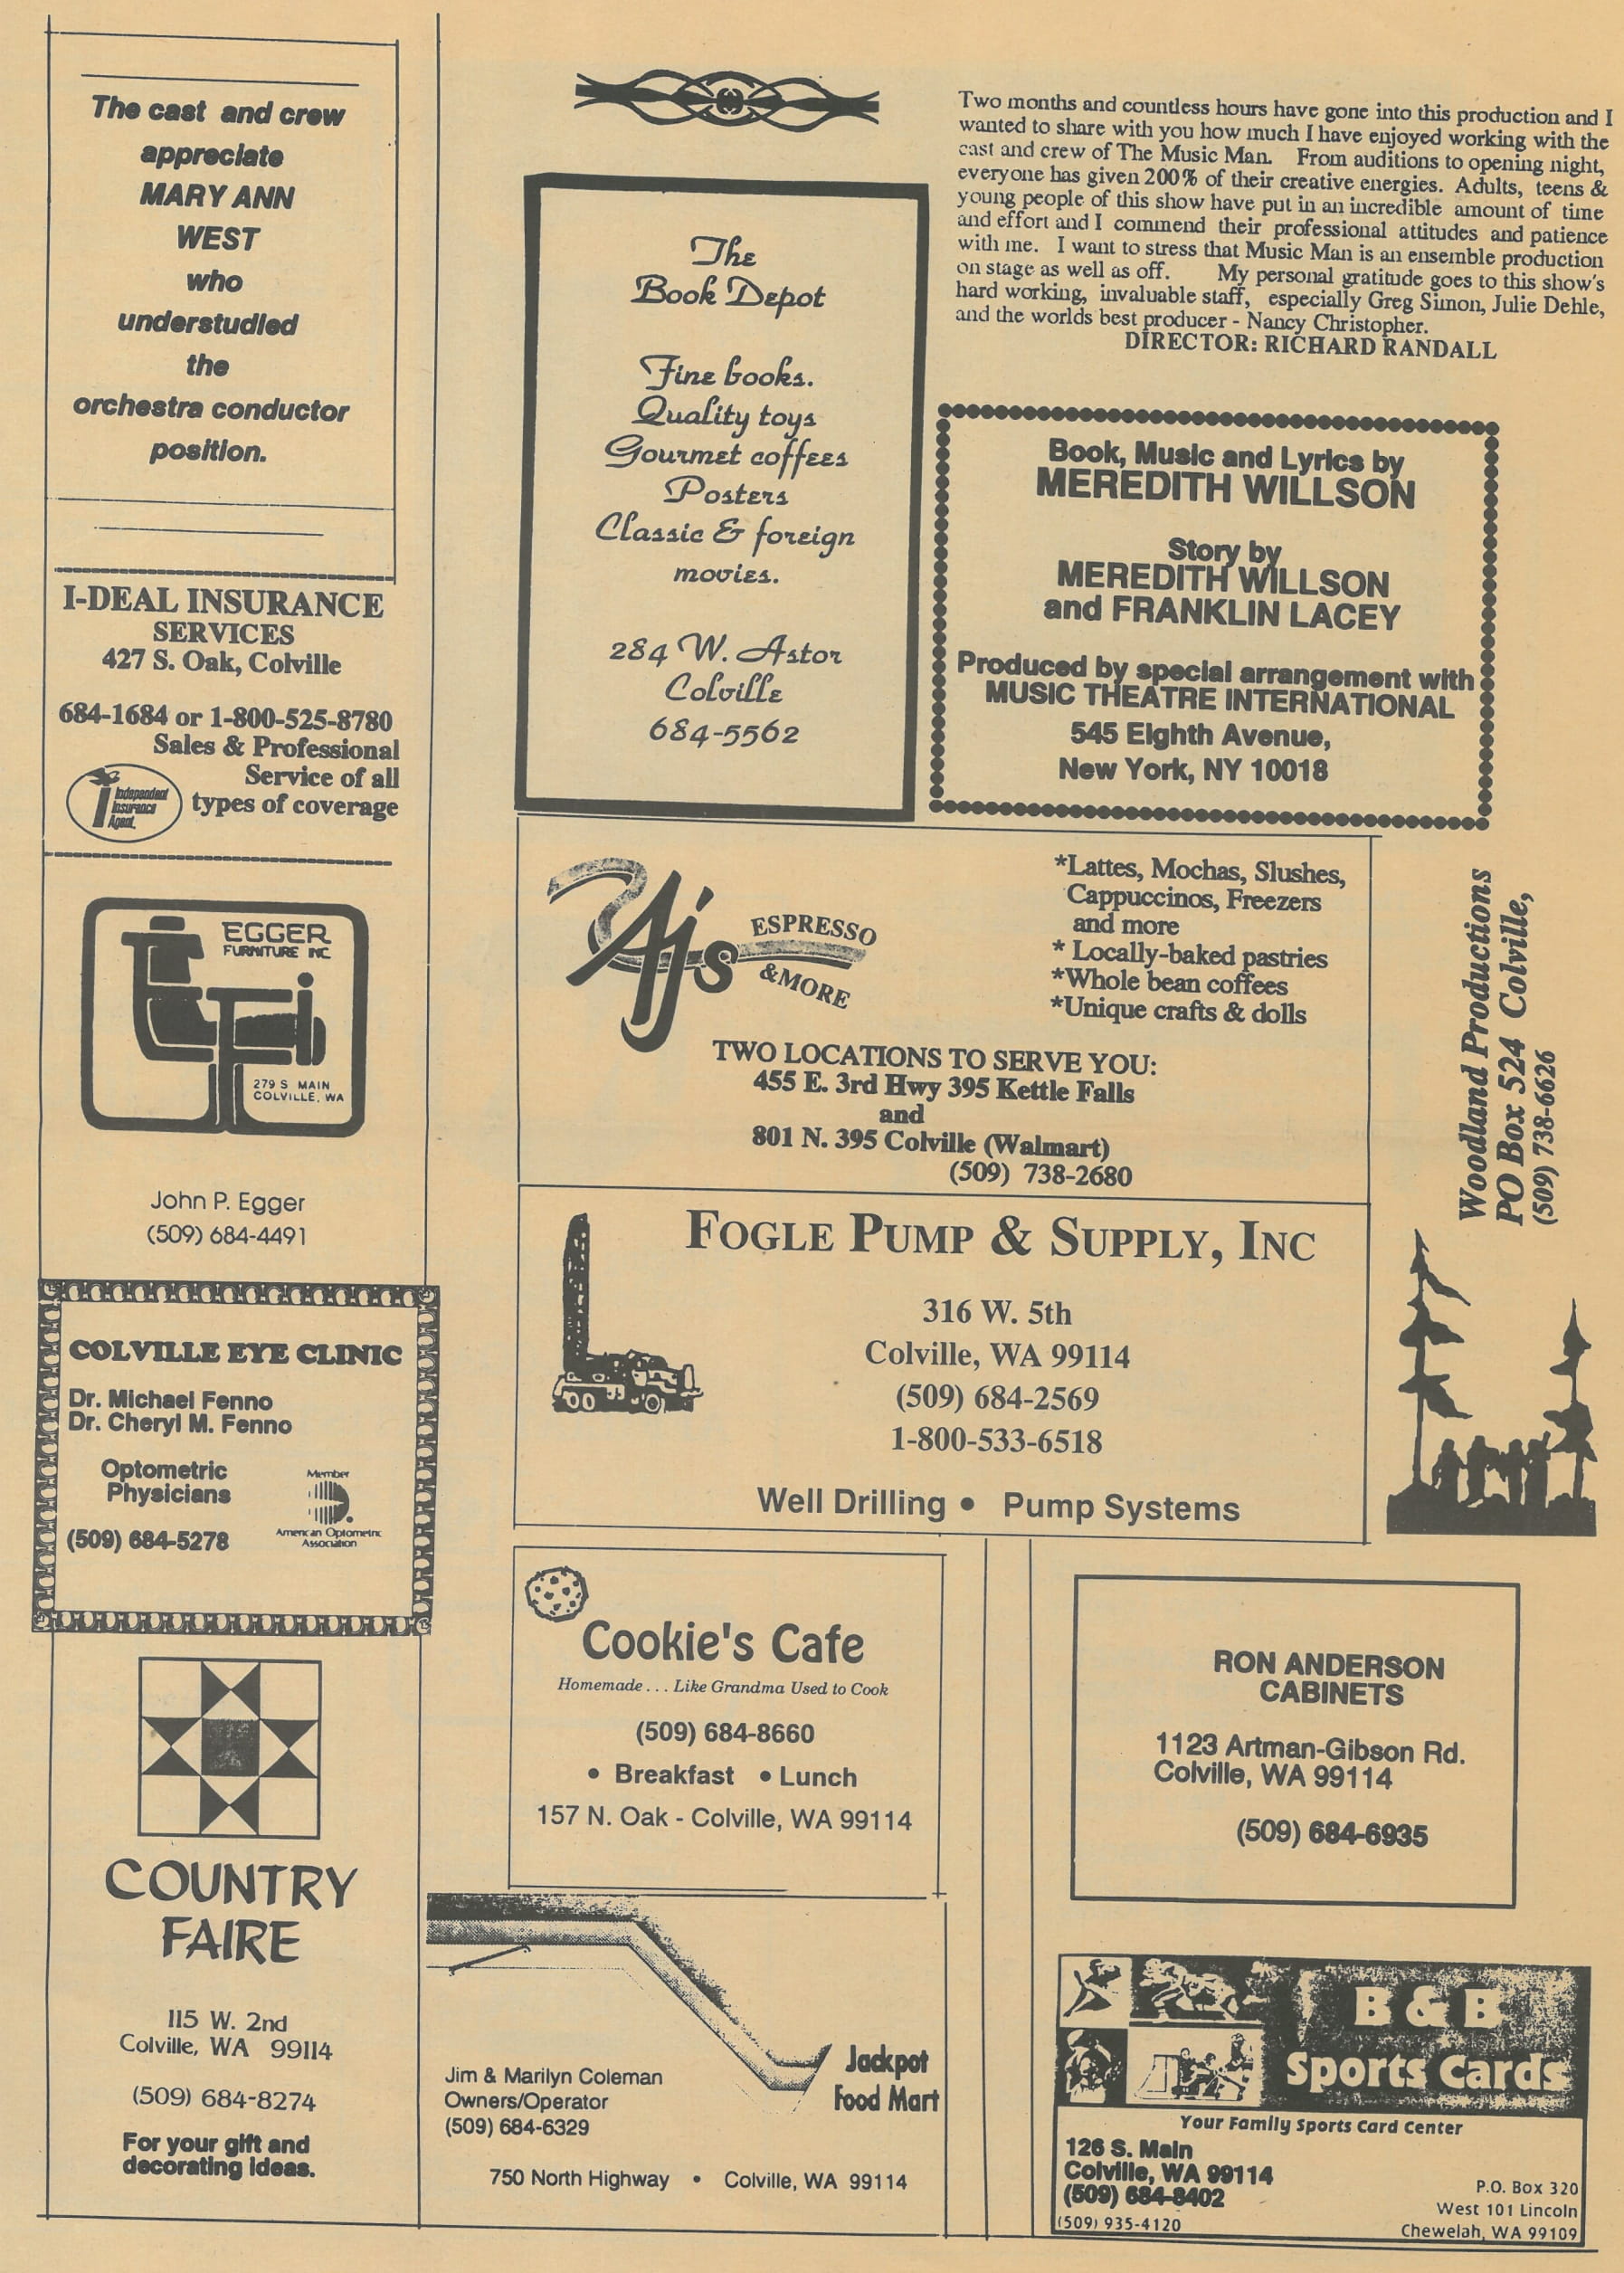 The cast and crew
appreciate
MARY ANN
WEST
who
understudied
the
orchestra conductor
position.
I-DEAL INSURANCE
SERVICES
427 S. Oak, Colville
684-1684 or 1-800-525-8780
Sales & Professional
Service of all
types of coverage
Independent
Insurance
Agent
EGGER
FURNITURE INC
279 S MAIN
COLVILLE, WA
John P. Egger
(509) 684-4491
COLVILLE EYE CLINIC
Dr. Michael Fenno
Dr. Cheryl M. Fenno
Optometric
Physicians
(509) 684-5278
Member
American Optometric
Association
COUNTRY
FAIRE
115 W. 2nd
Colville, WA 99114
(509) 684-8274
For your gift and
decorating ideas.
The
Book Depot
Fine books.
Quality toys
Gourmet coffees
Posters
Classic & foreign
movies.
284 W. Astor
Colville
684-5562
Two months and countless hours have gone into this production and I
wanted to share with you how much I have enjoyed working with the
cast and crew of The Music Man. From auditions to opening night,
everyone has given 200% of their creative energies. Adults, teens &
young people of this show have put in an incredible amount of time
and effort and I commend their professional attitudes and patience
with me. I want to stress that Music Man is an ensemble production
on stage as well as off. My personal gratitude goes to this show's
hard working, invaluable staff, especially Greg Simon, Julie Dehle,
and the worlds best producer - Nancy Christopher.
DIRECTOR: RICHARD RANDALL
Book, Music and Lyrics by
MEREDITH WILLSON
Story by
MEREDITH WILLSON
and FRANKLIN LACEY
Produced by special arrangement with
MUSIC THEATRE INTERNATIONAL
545 Eighth Avenue,
New York, NY 10018
Aj's
ESPRESSO
&MORE
*Lattes, Mochas, Slushes,
Cappuccinos, Freezers
and more
* Locally-baked pastries
*Whole bean coffees
*Unique crafts & dolls
TWO LOCATIONS TO SERVE YOU:
455 E. 3rd Hwy 395 Kettle Falls
and
801 N. 395 Colville (Walmart)
(509) 738-2680
Woodland Productions
PO Box 524 Colville,
(509) 738-6626
FOGLE PUMP & SUPPLY, INC
316 W. 5th
Colville, WA 99114
(509) 684-2569
1-800-533-6518
Well Drilling • Pump Systems
Cookie's Cafe
Homemade . . . Like Grandma Used to Cook
(509) 684-8660
• Breakfast • Lunch
157 N. Oak - Colville, WA 99114
RON ANDERSON
CABINETS
1123 Artman-Gibson Rd.
Colville, WA 99114
(509) 684-6935
Jackpot
Food Mart
Jim & Marilyn Coleman
Owners/Operator
(509) 684-6329
750 North Highway • Colville, WA 99114
B & B
Sports Cards
Your Family Sports Card Center
126 S. Main
Colville, WA 99114
(509) 684-8402
(509) 935-4120
P.O. Box 320
West 101 Lincoln
Chewelah, WA 99109